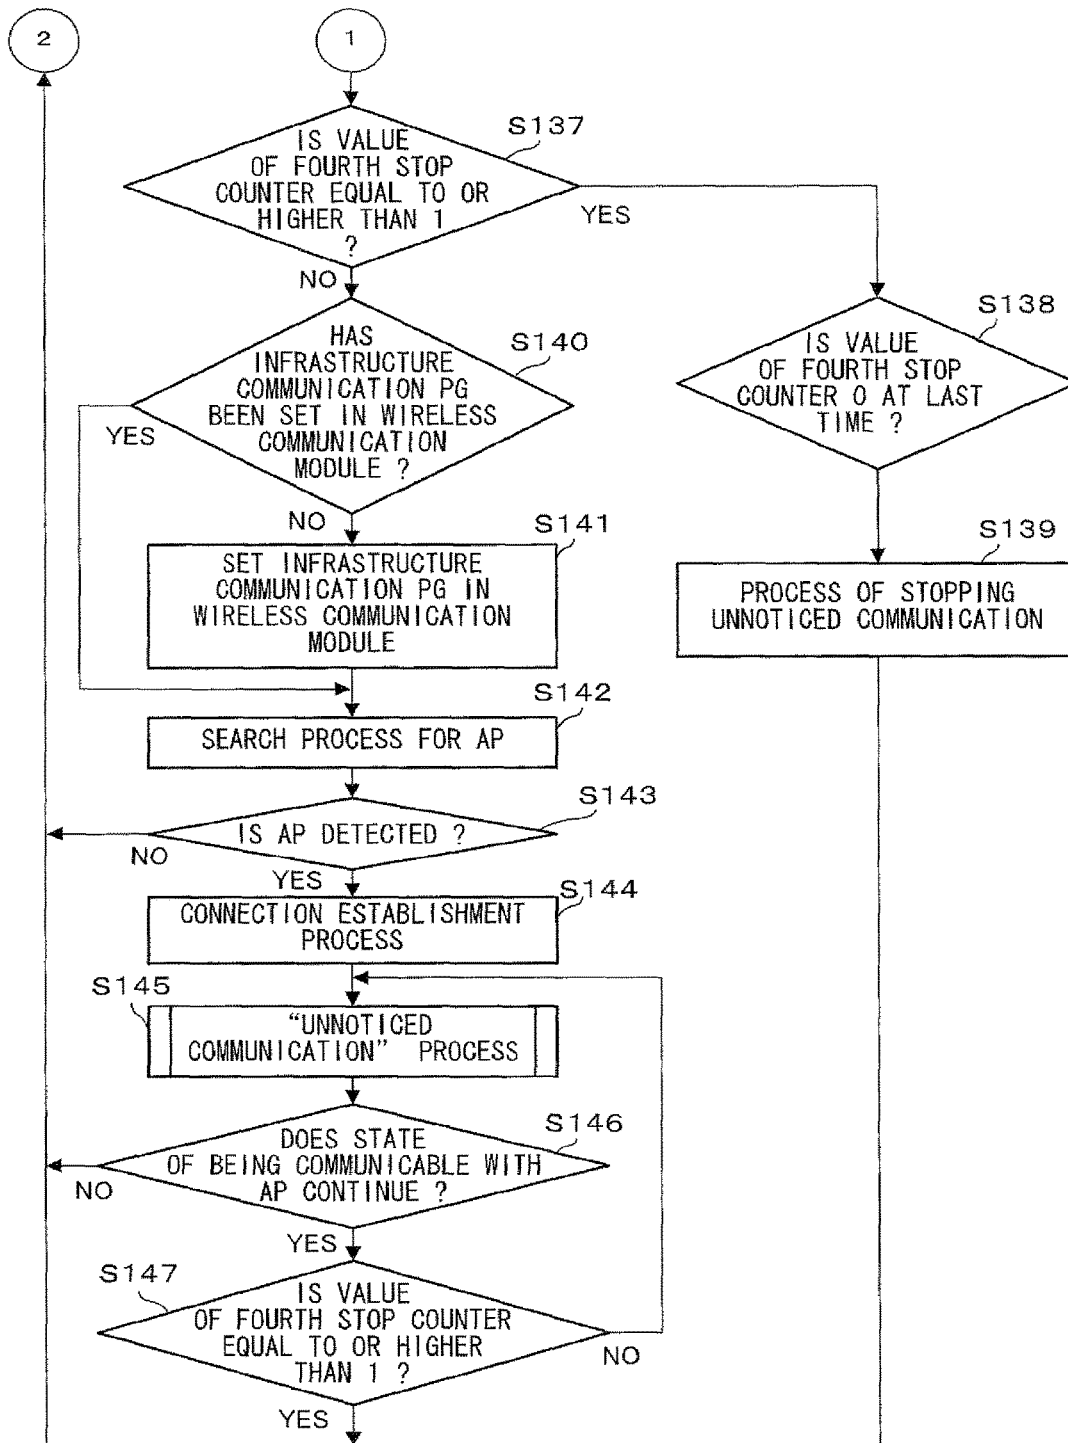 2
1
S137
IS VALUE
OF FOURTH STOP
COUNTER EQUAL TO OR
HIGHER THAN 1
?
YES
NO
S138
IS VALUE
OF FOURTH STOP
COUNTER 0 AT LAST
TIME ?
S140
HAS
INFRASTRUCTURE
COMMUNICATION PG
BEEN SET IN WIRELESS
COMMUNICATION
MODULE ?
YES
NO
S141
SET INFRASTRUCTURE
COMMUNICATION PG IN
WIRELESS COMMUNICATION
MODULE
S139
PROCESS OF STOPPING
UNNOTICED COMMUNICATION
S142
SEARCH PROCESS FOR AP
S143
IS AP DETECTED ?
NO
YES
S144
CONNECTION ESTABLISHMENT
PROCESS
S145
“UNNOTICED
COMMUNICATION” PROCESS
S146
DOES STATE
OF BEING COMMUNICABLE WITH
AP CONTINUE ?
NO
YES
S147
IS VALUE
OF FOURTH STOP COUNTER
EQUAL TO OR HIGHER
THAN 1 ?
NO
YES